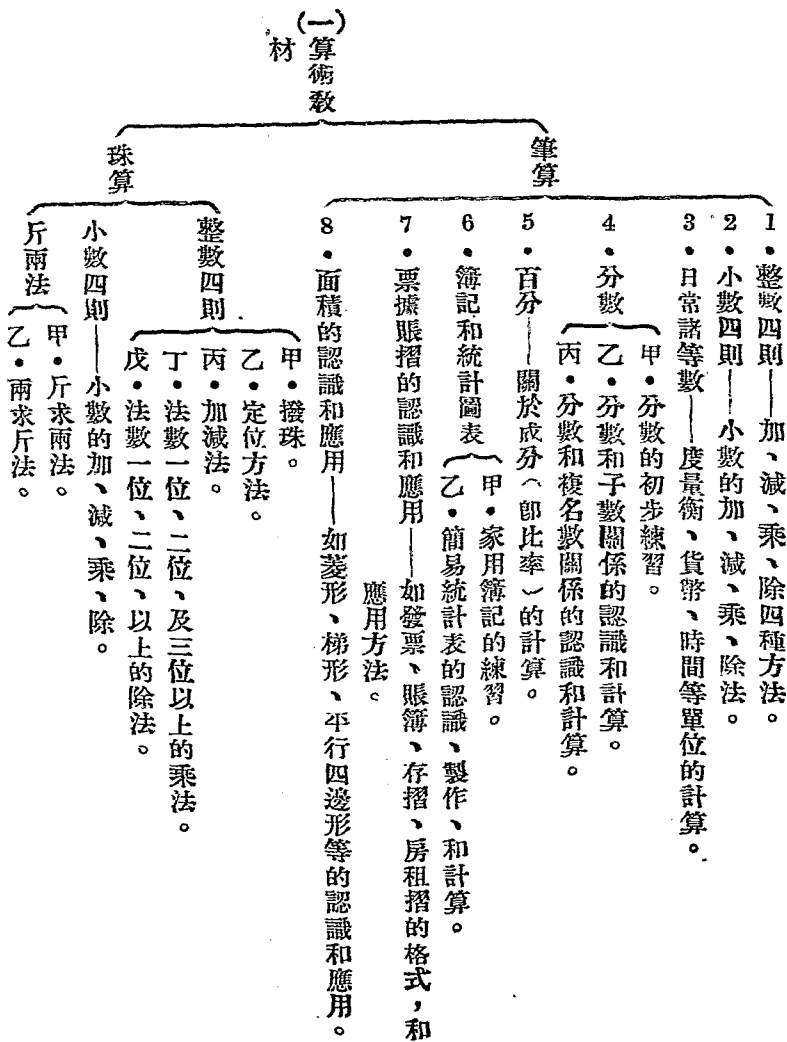 (一)算術教
材
筆算
1．整數四則——加、減、乘、除四種方法。
2．小數四則——小數的加、減、乘、除法。
3．日常諸等數——度量衡、貨幣、時間等單位的計算。
4．分數
甲．分數的初步練習。
乙．分數和子數關係的認識和計算。
丙．分數和複名數關係的認識和計算。
5．百分——關於成分（卽比率）的計算。
6．簿記和統計圖表
甲．家用簿記的練習。
乙．簡易統計表的認識、製作、和計算。
7．票據賬摺的認識和應用——如發票、賬簿、存摺、房租摺的格式，和
應用方法。
8．面積的認識和應用——如菱形、梯形、平行四邊形等的認識和應用。
珠算
整數四則
甲．撥珠。
乙．定位方法。
丙．加減法。
丁．法數一位、二位、及三位以上的乘法。
戊．法數一位、二位、以上的除法。
小數四則——小數的加、減、乘、除。
斤兩法
甲．斤求兩法。
乙．兩求斤法。